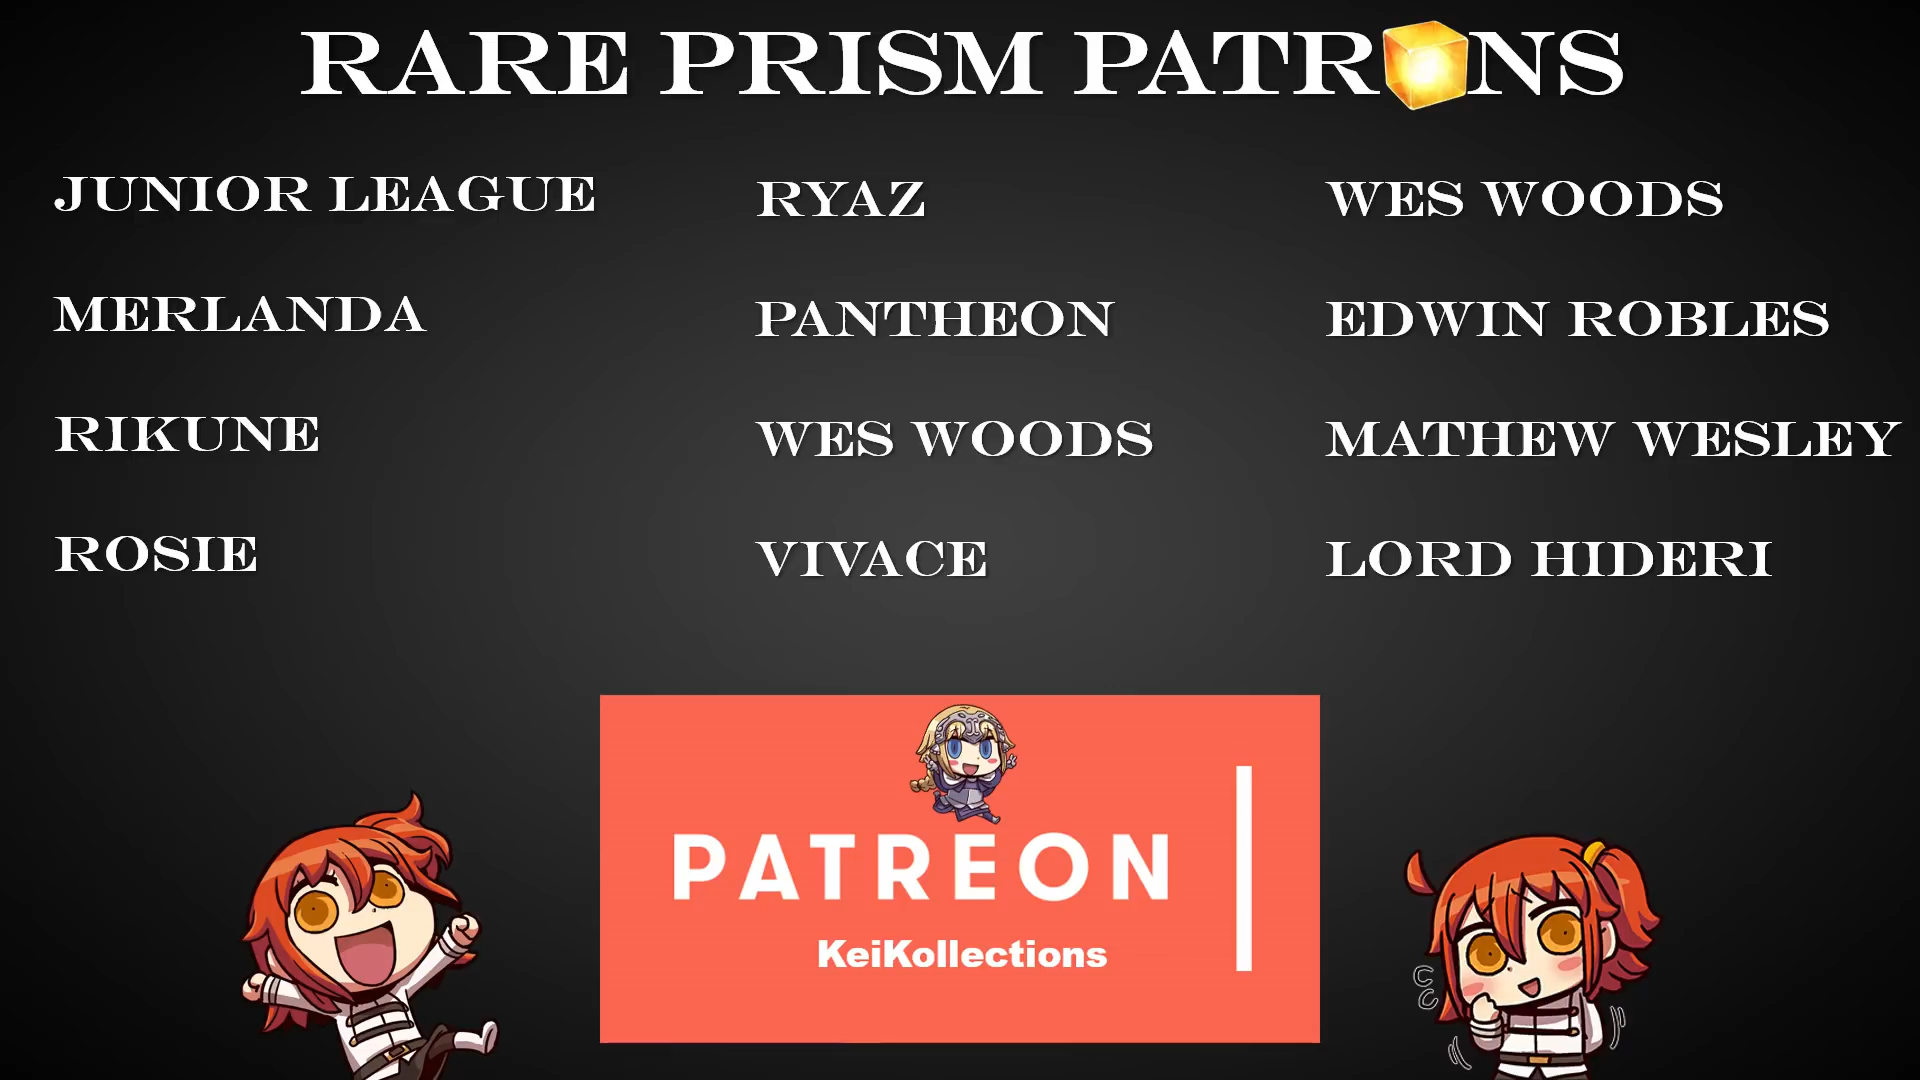 RARE PRISM PATRONS
JUNIOR LEAGUE
RYAZ
WES WOODS
MERLANDA
PANTHEON
EDWIN ROBLES
RIKUNE
WES WOODS
MATHEW WESLEY
ROSIE
VIVACE
LORD HIDERI
PATREON
KeiKollections